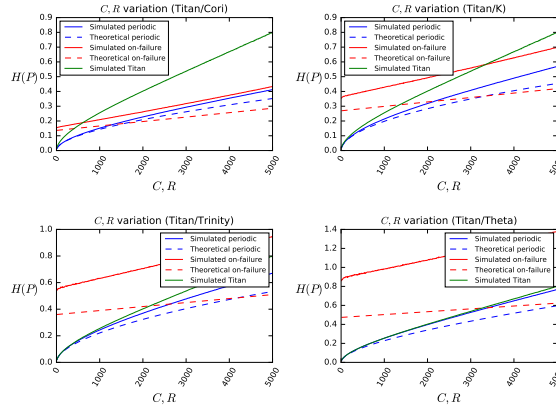 C, R variation (Titan/Cori)
0.9
0.8
0.7
0.6
0.5
0.4
0.3
0.2
0.1
0.0
H(P)
Simulated periodic
Theoretical periodic
Simulated on-failure
Theoretical on-failure
Simulated Titan
0
1000
2000
3000
4000
5000
C, R
C, R variation (Titan/K)
0.9
0.8
0.7
0.6
0.5
0.4
0.3
0.2
0.1
0.0
H(P)
Simulated periodic
Theoretical periodic
Simulated on-failure
Theoretical on-failure
Simulated Titan
0
1000
2000
3000
4000
5000
C, R
C, R variation (Titan/Trinity)
1.0
0.8
0.6
0.4
0.2
0.0
H(P)
Simulated periodic
Theoretical periodic
Simulated on-failure
Theoretical on-failure
Simulated Titan
0
1000
2000
3000
4000
5000
C, R
C, R variation (Titan/Theta)
1.4
1.2
1.0
0.8
0.6
0.4
0.2
0.0
H(P)
Simulated periodic
Theoretical periodic
Simulated on-failure
Theoretical on-failure
Simulated Titan
0
1000
2000
3000
4000
5000
C, R